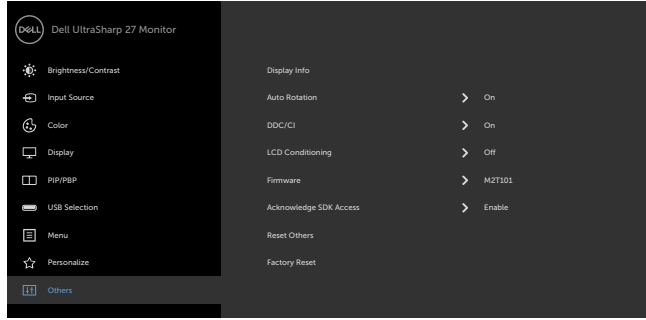 DELL Dell UltraSharp 27 Monitor
Brightness/Contrast
Input Source
Color
Display
PIP/PBP
USB Selection
Menu
Personalize
Others
Display Info
Auto Rotation > On
DDC/CI > On
LCD Conditioning > Off
Firmware > M2T101
Acknowledge SDK Access > Enable
Reset Others
Factory Reset